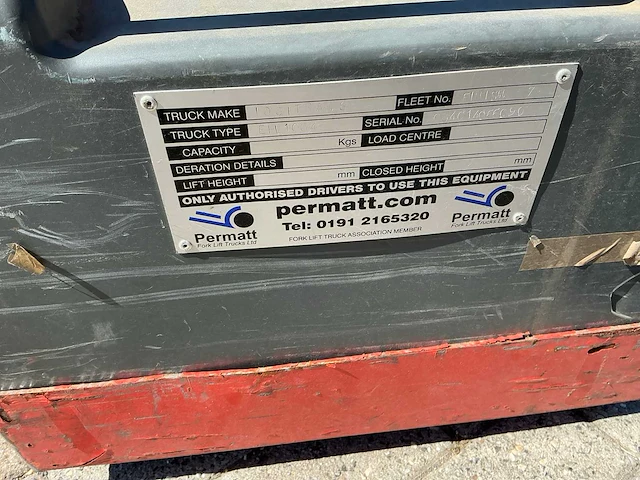 TRUCK MAKE FLEET No.
TRUCK TYPE SERIAL No.
CAPACITY Kgs LOAD CENTRE
DERATION DETAILS mm
LIFT HEIGHT mm CLOSED HEIGHT
ONLY AUTHORISED DRIVERS TO USE THIS EQUIPMENT
permatt.com
Tel: 0191 2165320
FORK LIFT TRUCK ASSOCIATION MEMBER
Permatt
Fork Lift Trucks Ltd
Permatt
Fork Lift Trucks Ltd